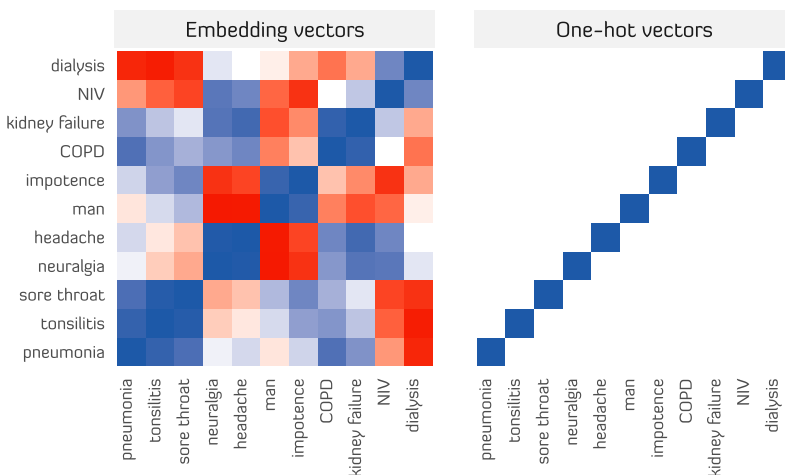 Embedding vectors
One-hot vectors
dialysis
NIV
kidney failure
COPD
impotence
man
headache
neuralgia
sore throat
tonsilitis
pneumonia
pneumonia
tonsilitis
sore throat
neuralgia
headache
man
impotence
COPD
kidney failure
NIV
dialysis
pneumonia
tonsilitis
sore throat
neuralgia
headache
man
impotence
COPD
kidney failure
NIV
dialysis